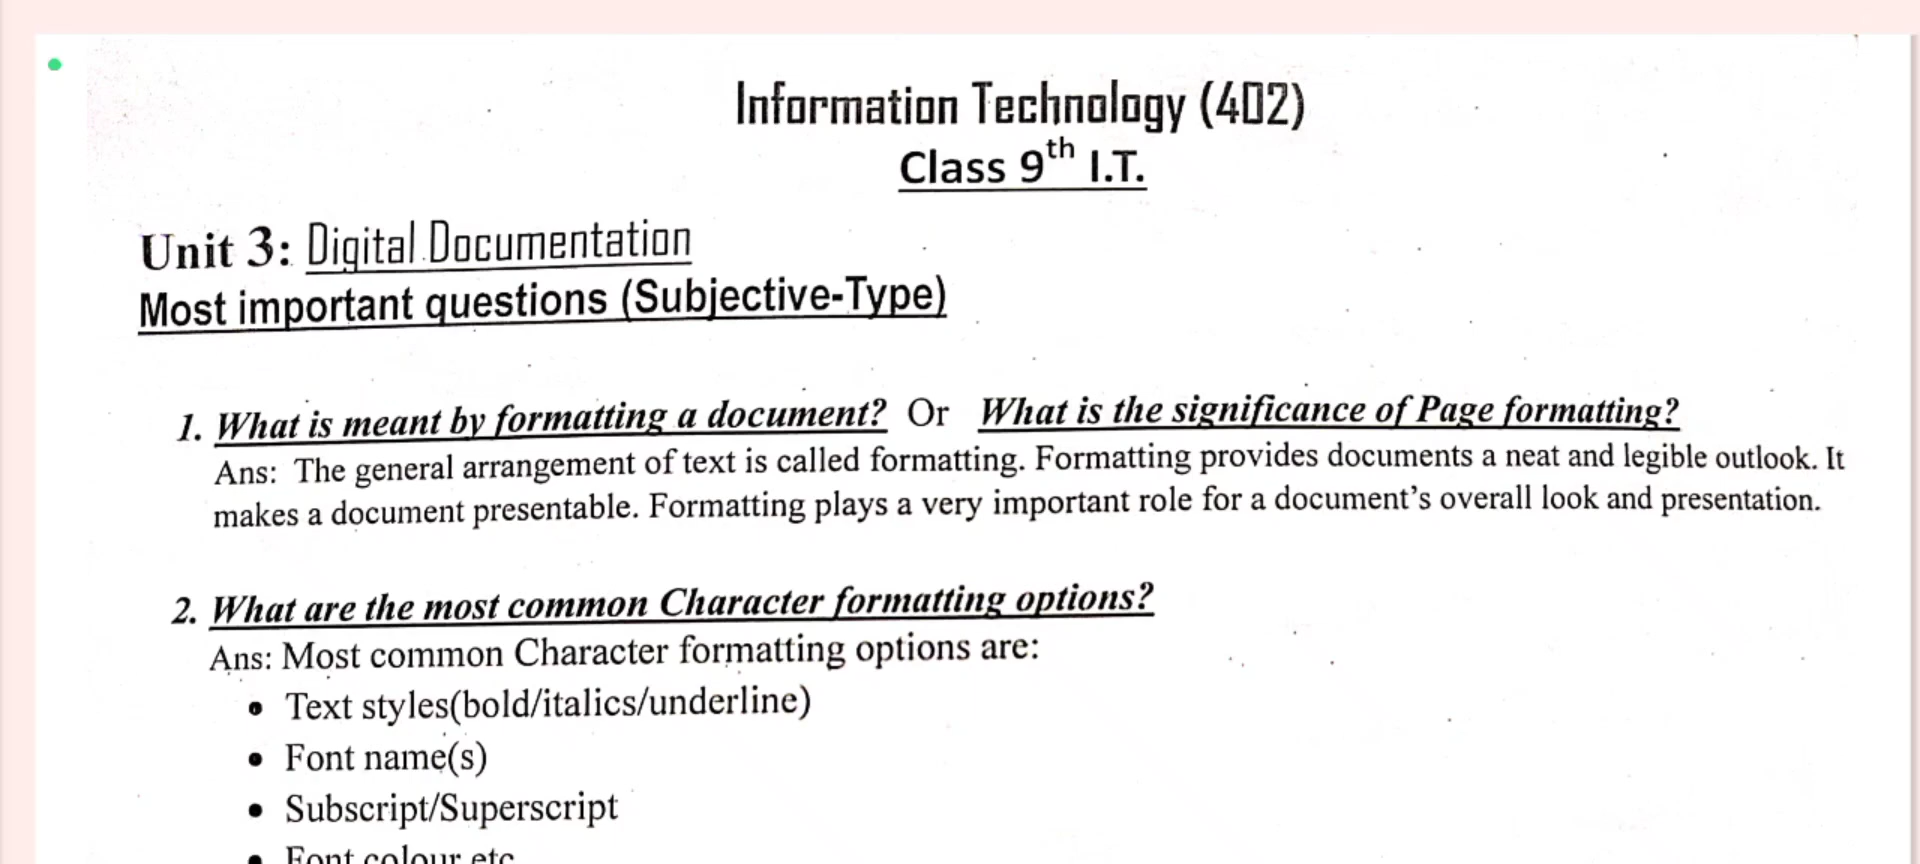 Information Technology (402)
Class 9th I.T.
Unit 3: Digital Documentation
Most important questions (Subjective-Type)
1. What is meant by formatting a document? Or What is the significance of Page formatting?
Ans: The general arrangement of text is called formatting. Formatting provides documents a neat and legible outlook. It
makes a document presentable. Formatting plays a very important role for a document's overall look and presentation.
2. What are the most common Character formatting options?
Ans: Most common Character formatting options are:
• Text styles(bold/italics/underline)
• Font name(s)
• Subscript/Superscript
• Font colour etc